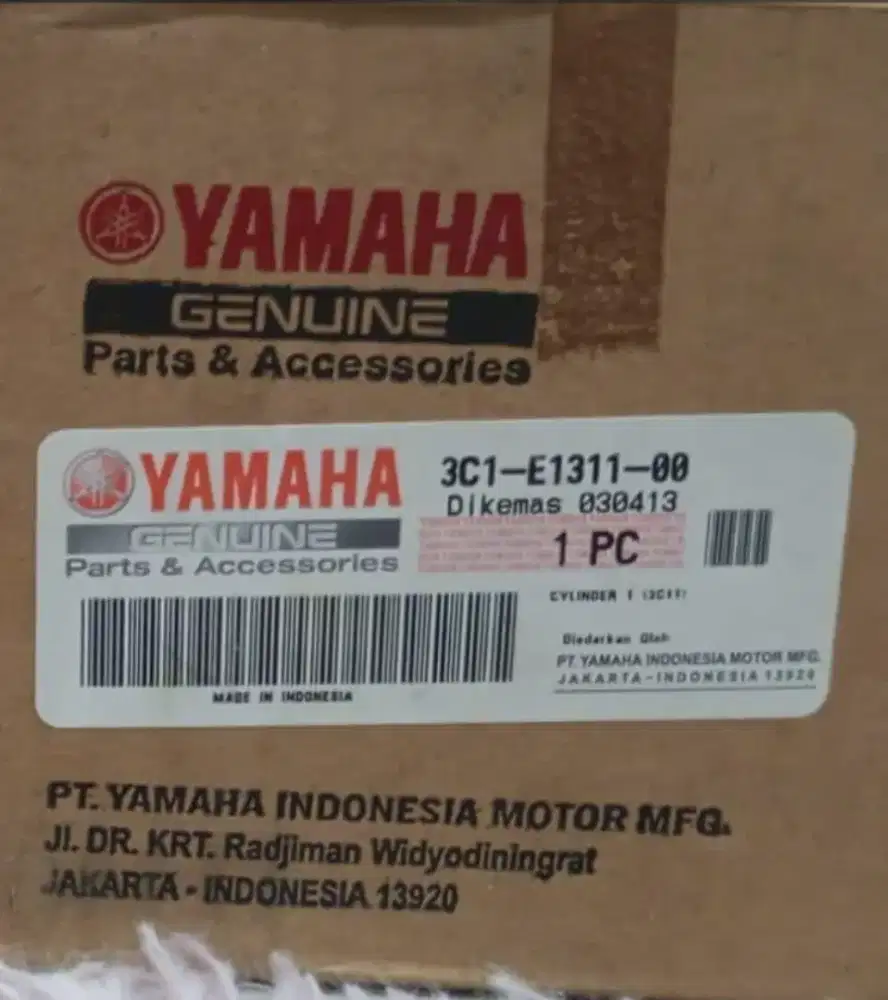 YAMAHA
GENUINE
Parts & Accessories
YAMAHA
GENUINE
Parts & Accessories
3C1-E1311-00
Dikemas 030413
1 PC
CYLINDER 1 (3C11)
MADE IN INDONESIA
Diedarkan Oleh
PT. YAMAHA INDONESIA MOTOR MFG.
JAKARTA-INDONESIA 13920
PT. YAMAHA INDONESIA MOTOR MFG.
Jl. DR. KRT. Radjiman Widyodiningrat
JAKARTA - INDONESIA 13920